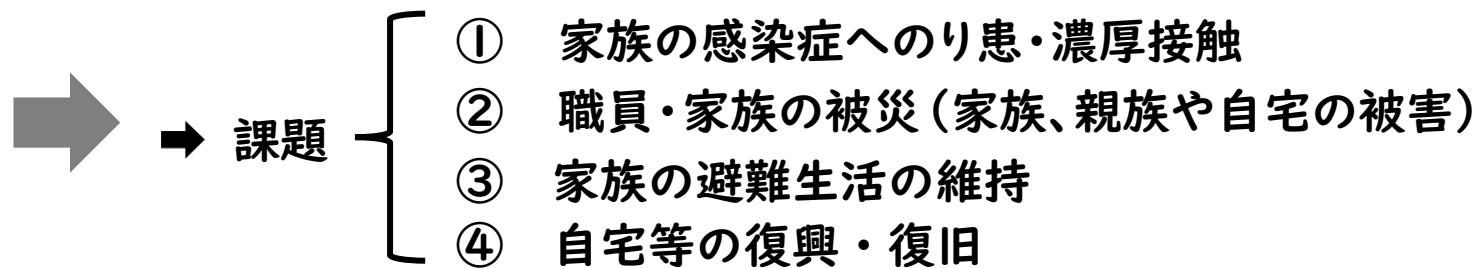 ① 家族の感染症へのり患・濃厚接触
② 職員・家族の被災（家族、親族や自宅の被害）
課題
③ 家族の避難生活の維持
④ 自宅等の復興・復旧